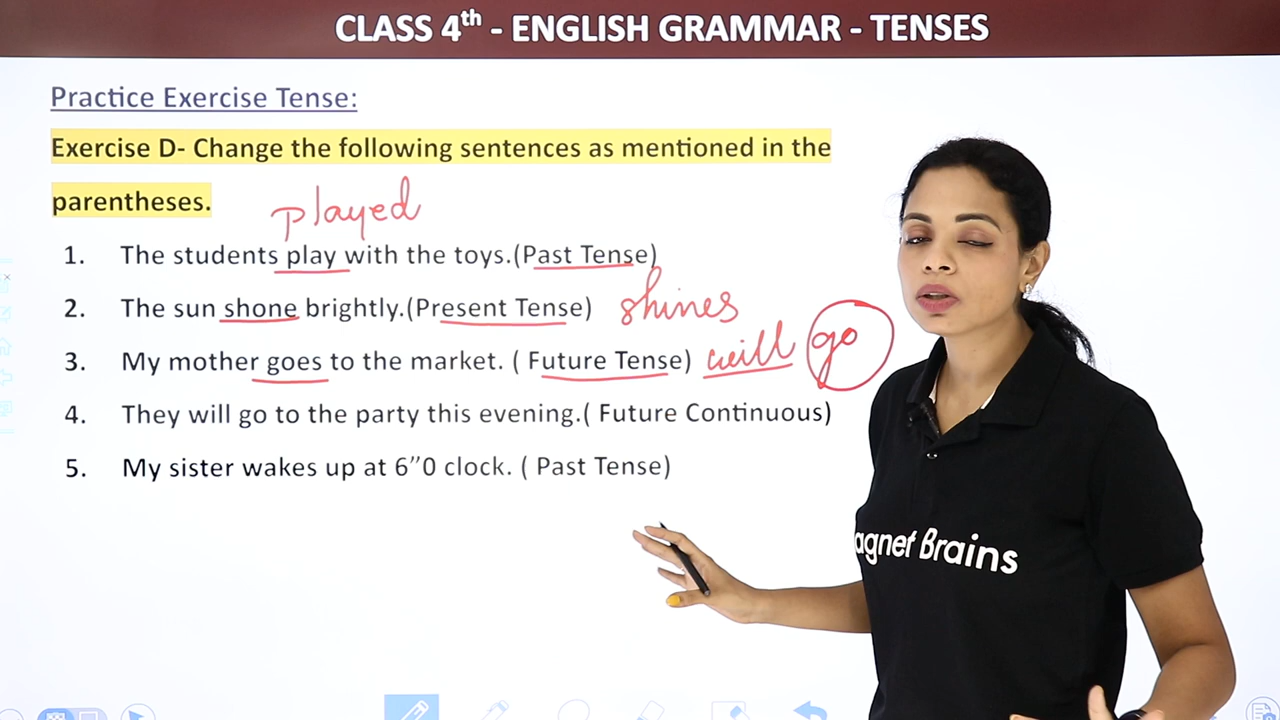 CLASS 4th - ENGLISH GRAMMAR - TENSES
Practice Exercise Tense:
Exercise D- Change the following sentences as mentioned in the
parentheses.
played
1. The students play with the toys.(Past Tense)
2. The sun shone brightly.(Present Tense) shines
3. My mother goes to the market. ( Future Tense) will go
4. They will go to the party this evening.( Future Continuous)
5. My sister wakes up at 6”0 clock. ( Past Tense)
agnet Brains